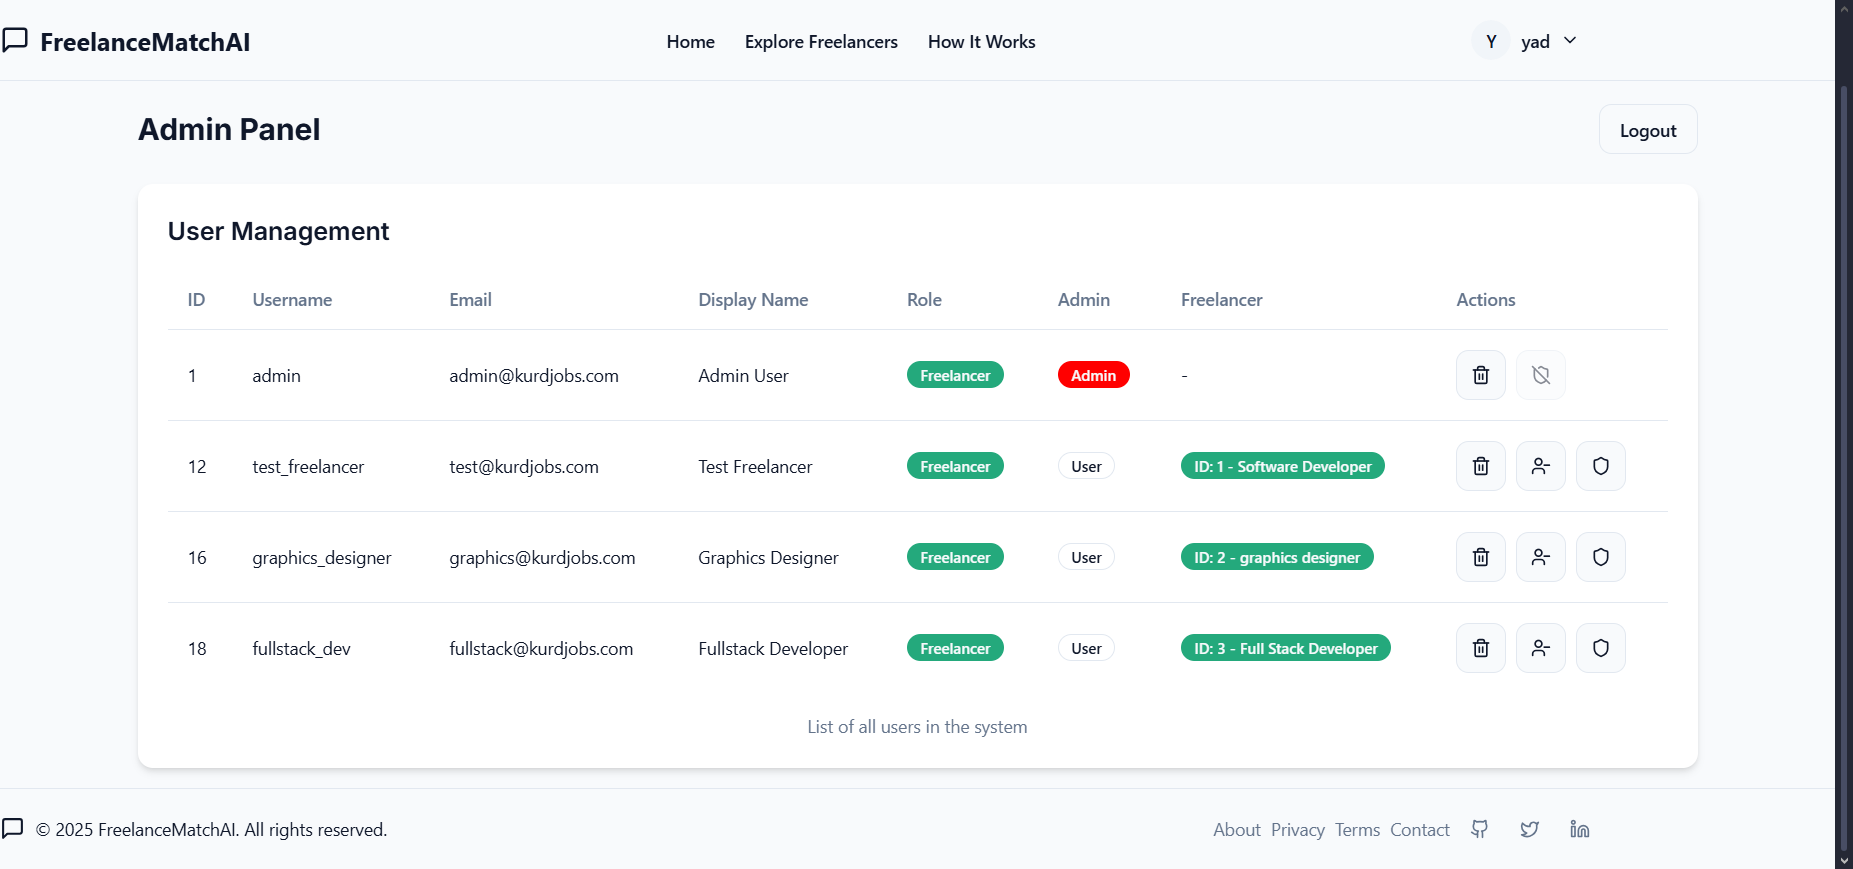 FreelanceMatchAI Home Explore Freelancers How It Works Y yad
Admin Panel Logout
User Management
ID Username Email Display Name Role Admin Freelancer Actions
1 admin admin@kurdjobs.com Admin User Freelancer Admin -
12 test_freelancer test@kurdjobs.com Test Freelancer Freelancer User ID: 1 - Software Developer
16 graphics_designer graphics@kurdjobs.com Graphics Designer Freelancer User ID: 2 - graphics designer
18 fullstack_dev fullstack@kurdjobs.com Fullstack Developer Freelancer User ID: 3 - Full Stack Developer
List of all users in the system
© 2025 FreelanceMatchAI. All rights reserved. About Privacy Terms Contact